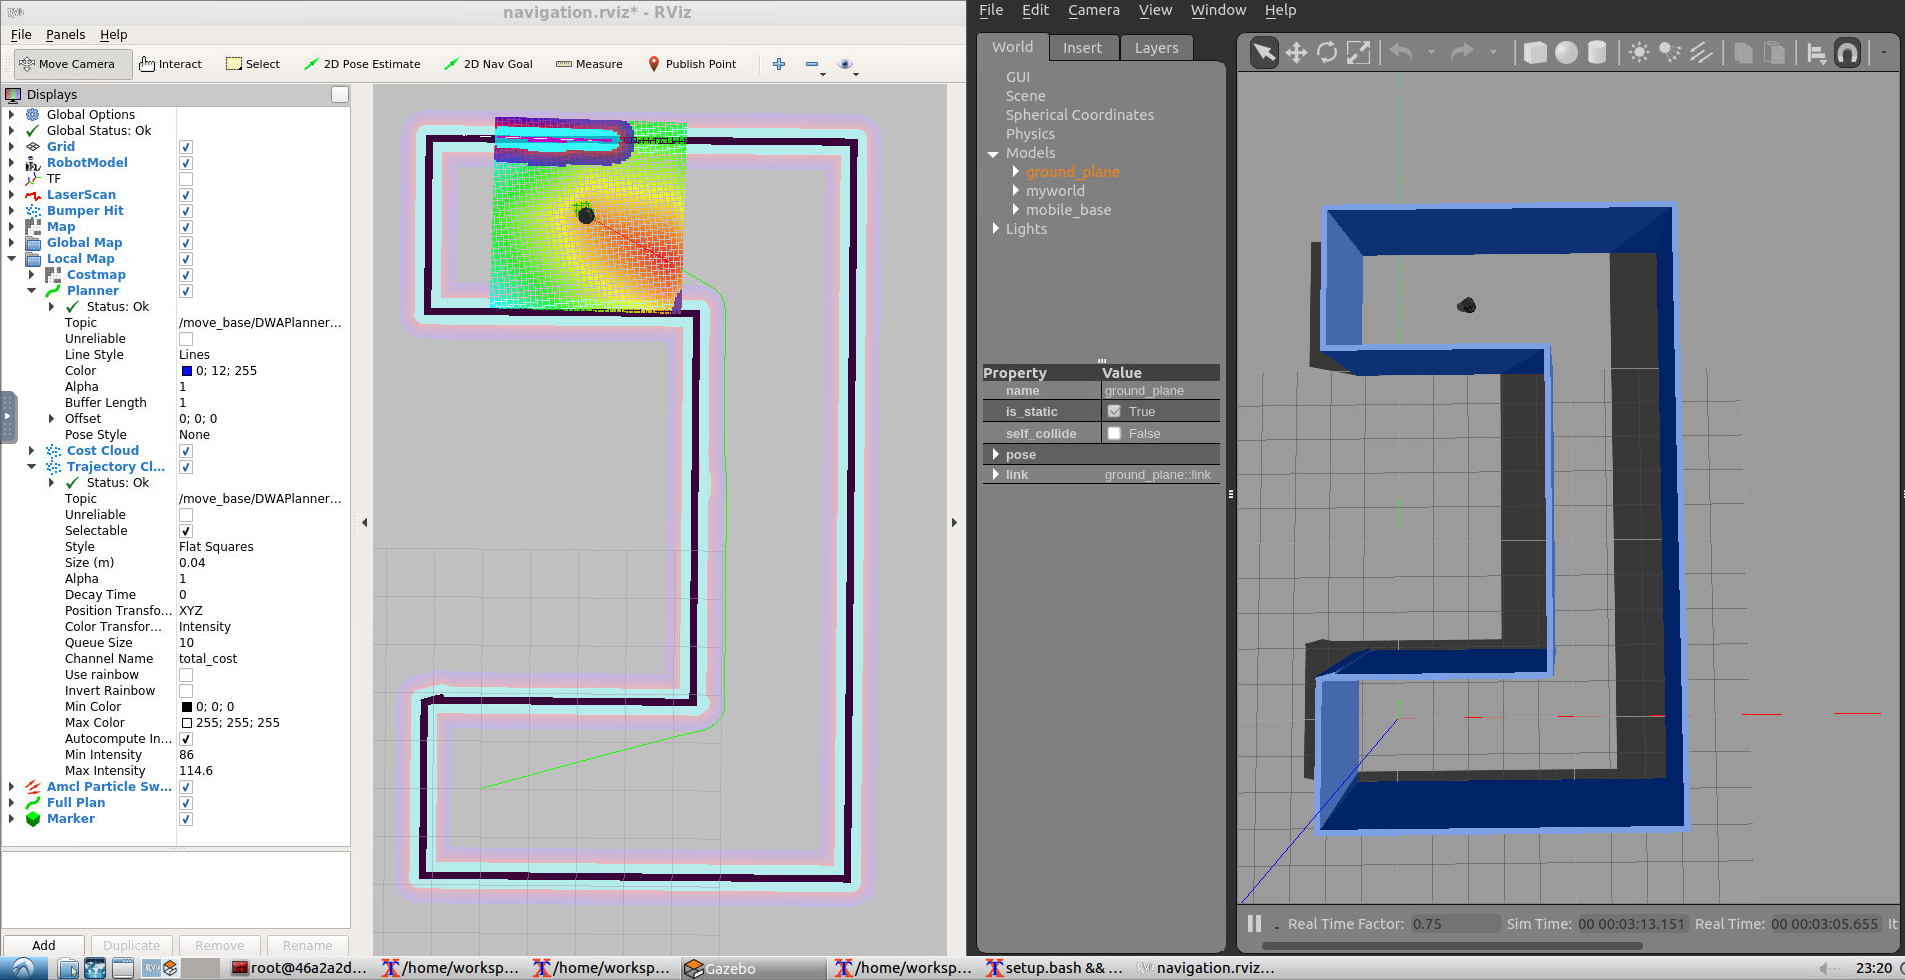 navigation.rviz* - RViz
File Panels Help
Move Camera Interact Select 2D Pose Estimate 2D Nav Goal Measure Publish Point
Displays
Global Options
Global Status: Ok
Grid
RobotModel
TF
LaserScan
Bumper Hit
Map
Global Map
Local Map
Costmap
Planner
Status: Ok
Topic /move_base/DWAPlanner...
Unreliable
Line Style Lines
Color 0; 12; 255
Alpha 1
Buffer Length 1
Offset 0; 0; 0
Pose Style None
Cost Cloud
Trajectory Cl...
Status: Ok
Topic /move_base/DWAPlanner...
Unreliable
Selectable
Style Flat Squares
Size (m) 0.04
Alpha 1
Decay Time 0
Position Transfo... XYZ
Color Transfor... Intensity
Queue Size 10
Channel Name total_cost
Use rainbow
Invert Rainbow
Min Color 0; 0; 0
Max Color 255; 255; 255
Autocompute In...
Min Intensity 86
Max Intensity 114.6
Amcl Particle Sw...
Full Plan
Marker
Add Duplicate Remove Rename
File Edit Camera View Window Help
World Insert Layers
GUI
Scene
Spherical Coordinates
Physics
Models
ground_plane
myworld
mobile_base
Lights
Property Value
name ground_plane
is_static True
self_collide False
pose
link ground_plane::link
Real Time Factor: 0.75 Sim Time: 00 00:03:13.151 Real Time: 00 00:03:05.655 It
RViz root@46a2a2d... /home/worksp... /home/worksp... Gazebo /home/worksp... setup.bash && ... RViz navigation.rviz... 23:20